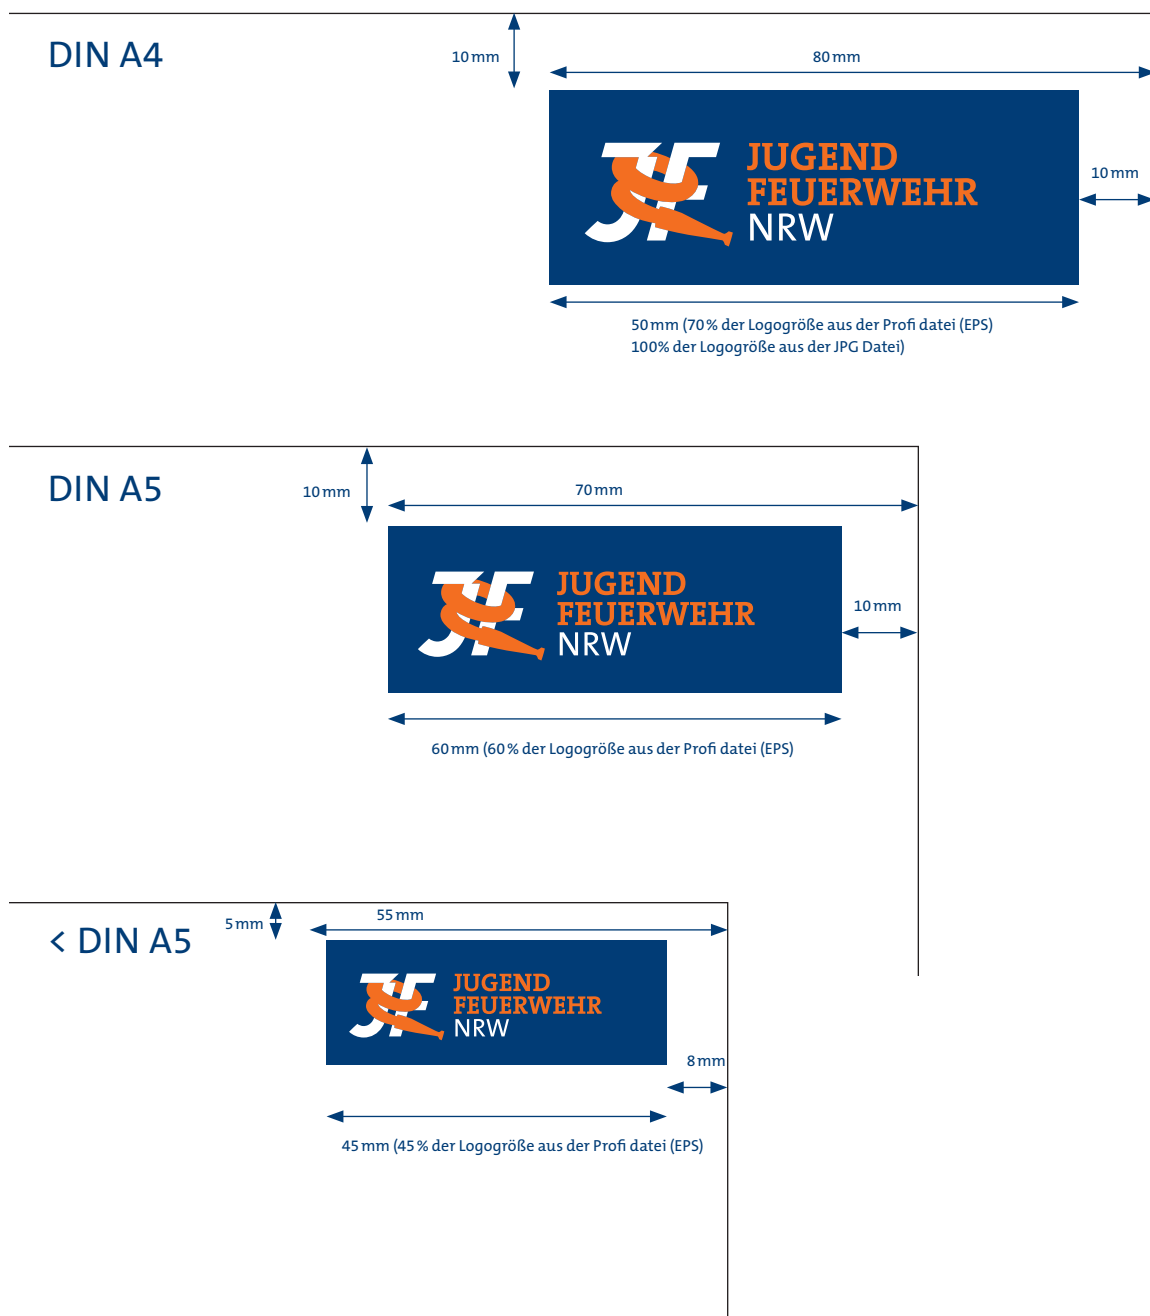 DIN A4
10 mm
80 mm
JUGEND
FEUERWEHR
NRW
10 mm
50 mm (70 % der Logogröße aus der Profi datei (EPS)
100% der Logogröße aus der JPG Datei)
DIN A5
10 mm
70 mm
JUGEND
FEUERWEHR
NRW
10 mm
60 mm (60 % der Logogröße aus der Profi datei (EPS)
< DIN A5
5 mm
55 mm
JUGEND
FEUERWEHR
NRW
8 mm
45 mm (45 % der Logogröße aus der Profi datei (EPS)